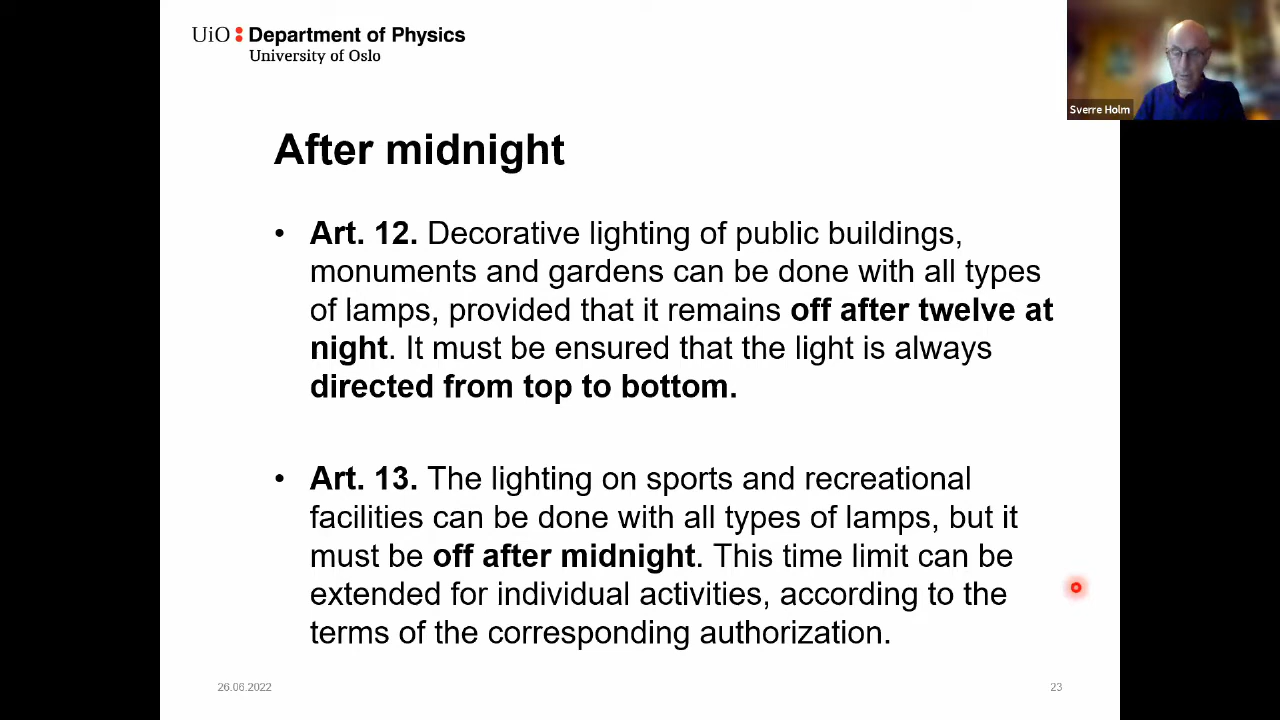 UiO Department of Physics
University of Oslo
Sverre Holm
After midnight
• Art. 12. Decorative lighting of public buildings,
monuments and gardens can be done with all types
of lamps, provided that it remains off after twelve at
night. It must be ensured that the light is always
directed from top to bottom.
• Art. 13. The lighting on sports and recreational
facilities can be done with all types of lamps, but it
must be off after midnight. This time limit can be
extended for individual activities, according to the
terms of the corresponding authorization.
26.06.2022
23